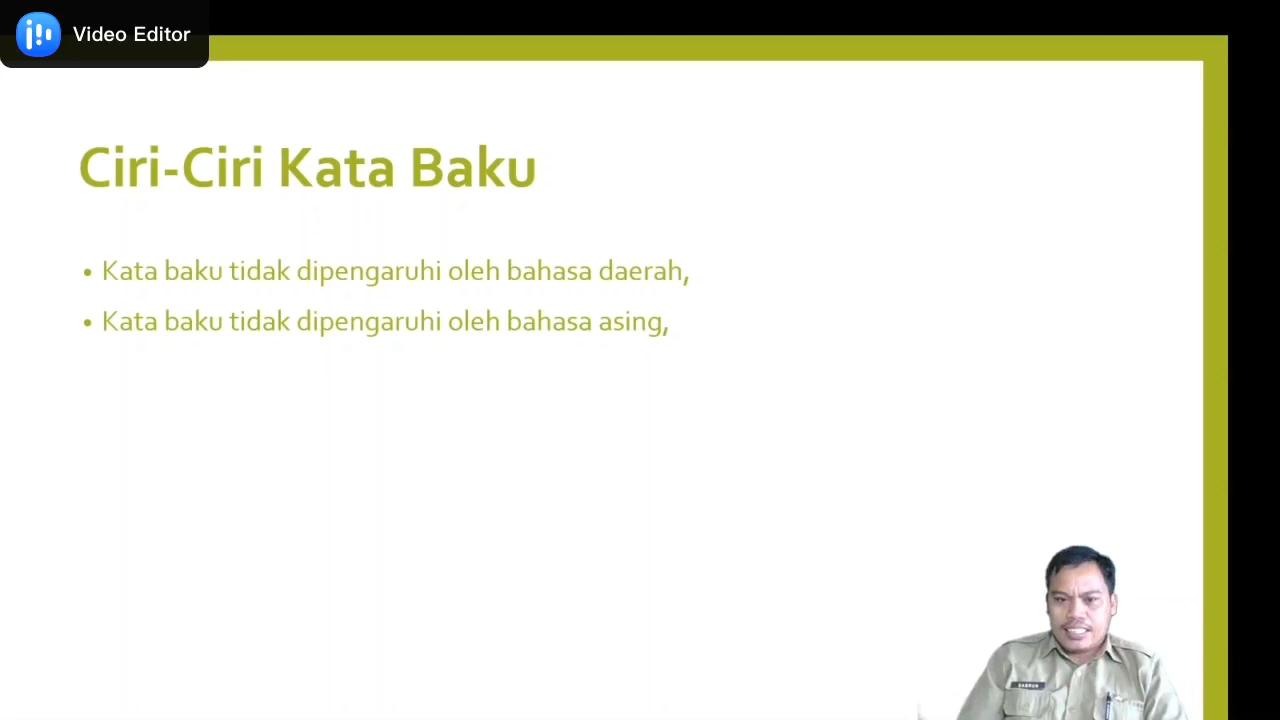 Video Editor
Ciri-Ciri Kata Baku
• Kata baku tidak dipengaruhi oleh bahasa daerah,
• Kata baku tidak dipengaruhi oleh bahasa asing,